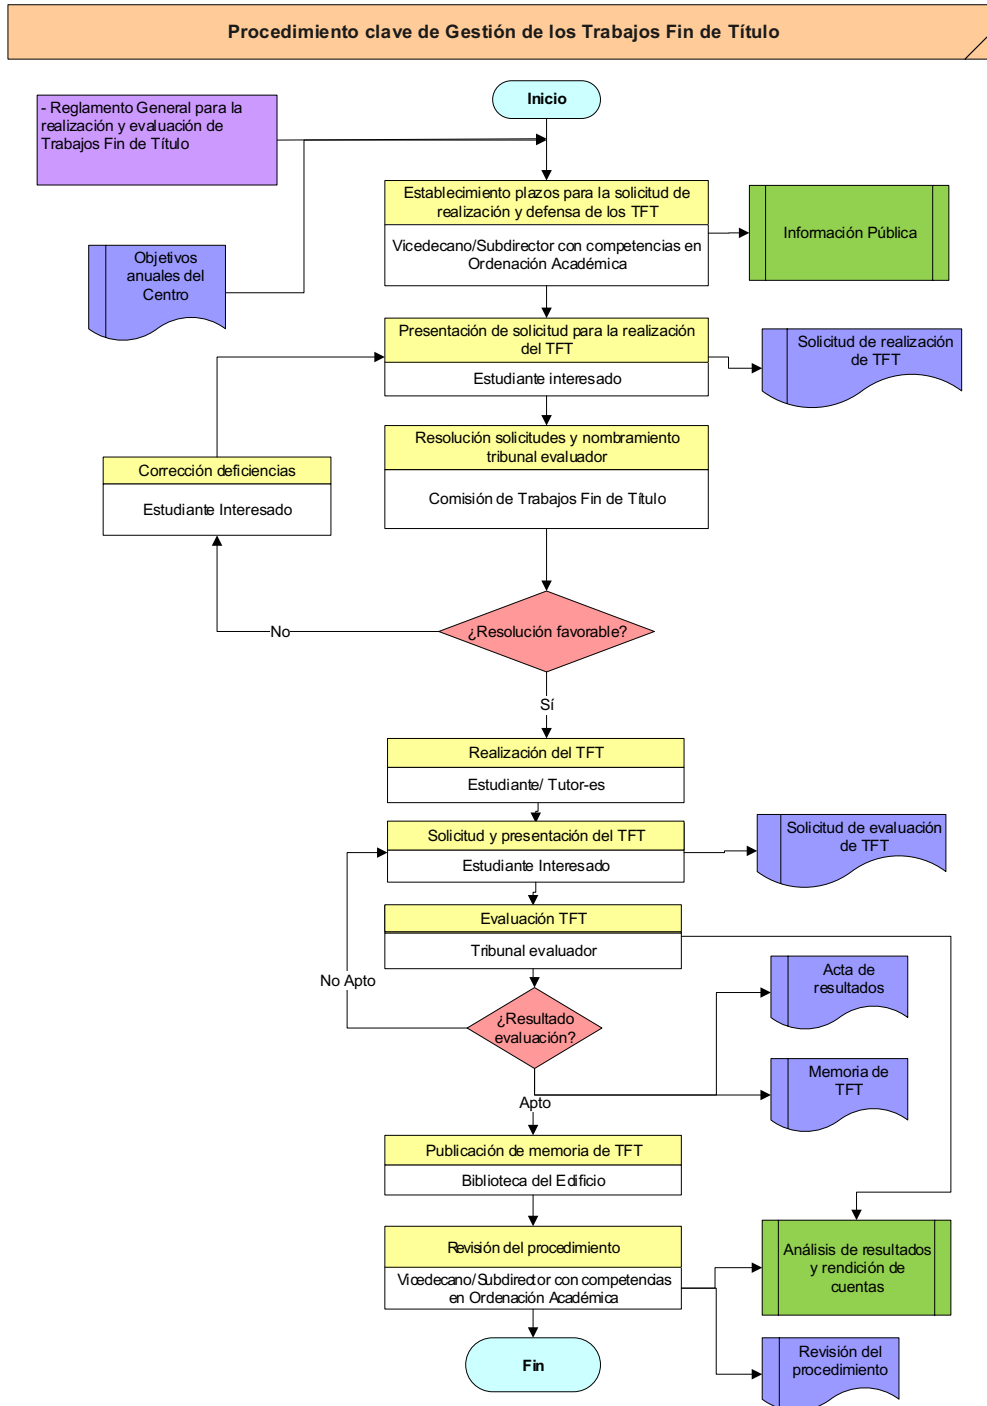 Procedimiento clave de Gestión de los Trabajos Fin de Título
Inicio
- Reglamento General para la
realización y evaluación de
Trabajos Fin de Título
Establecimiento plazos para la solicitud de
realización y defensa de los TFT
Vicedecano/Subdirector con competencias en
Ordenación Académica
Información Pública
Objetivos
anuales del
Centro
Presentación de solicitud para la realización
del TFT
Estudiante interesado
Solicitud de realización
de TFT
Resolución solicitudes y nombramiento
tribunal evaluador
Comisión de Trabajos Fin de Título
Corrección deficiencias
Estudiante Interesado
¿Resolución favorable?
No
Sí
Realización del TFT
Estudiante/ Tutor-es
Solicitud y presentación del TFT
Estudiante Interesado
Solicitud de evaluación
de TFT
Evaluación TFT
Tribunal evaluador
No Apto
Acta de
resultados
¿Resultado
evaluación?
Memoria de
TFT
Apto
Publicación de memoria de TFT
Biblioteca del Edificio
Revisión del procedimiento
Vicedecano/Subdirector con competencias
en Ordenación Académica
Análisis de resultados
y rendición de
cuentas
Fin
Revisión del
procedimiento